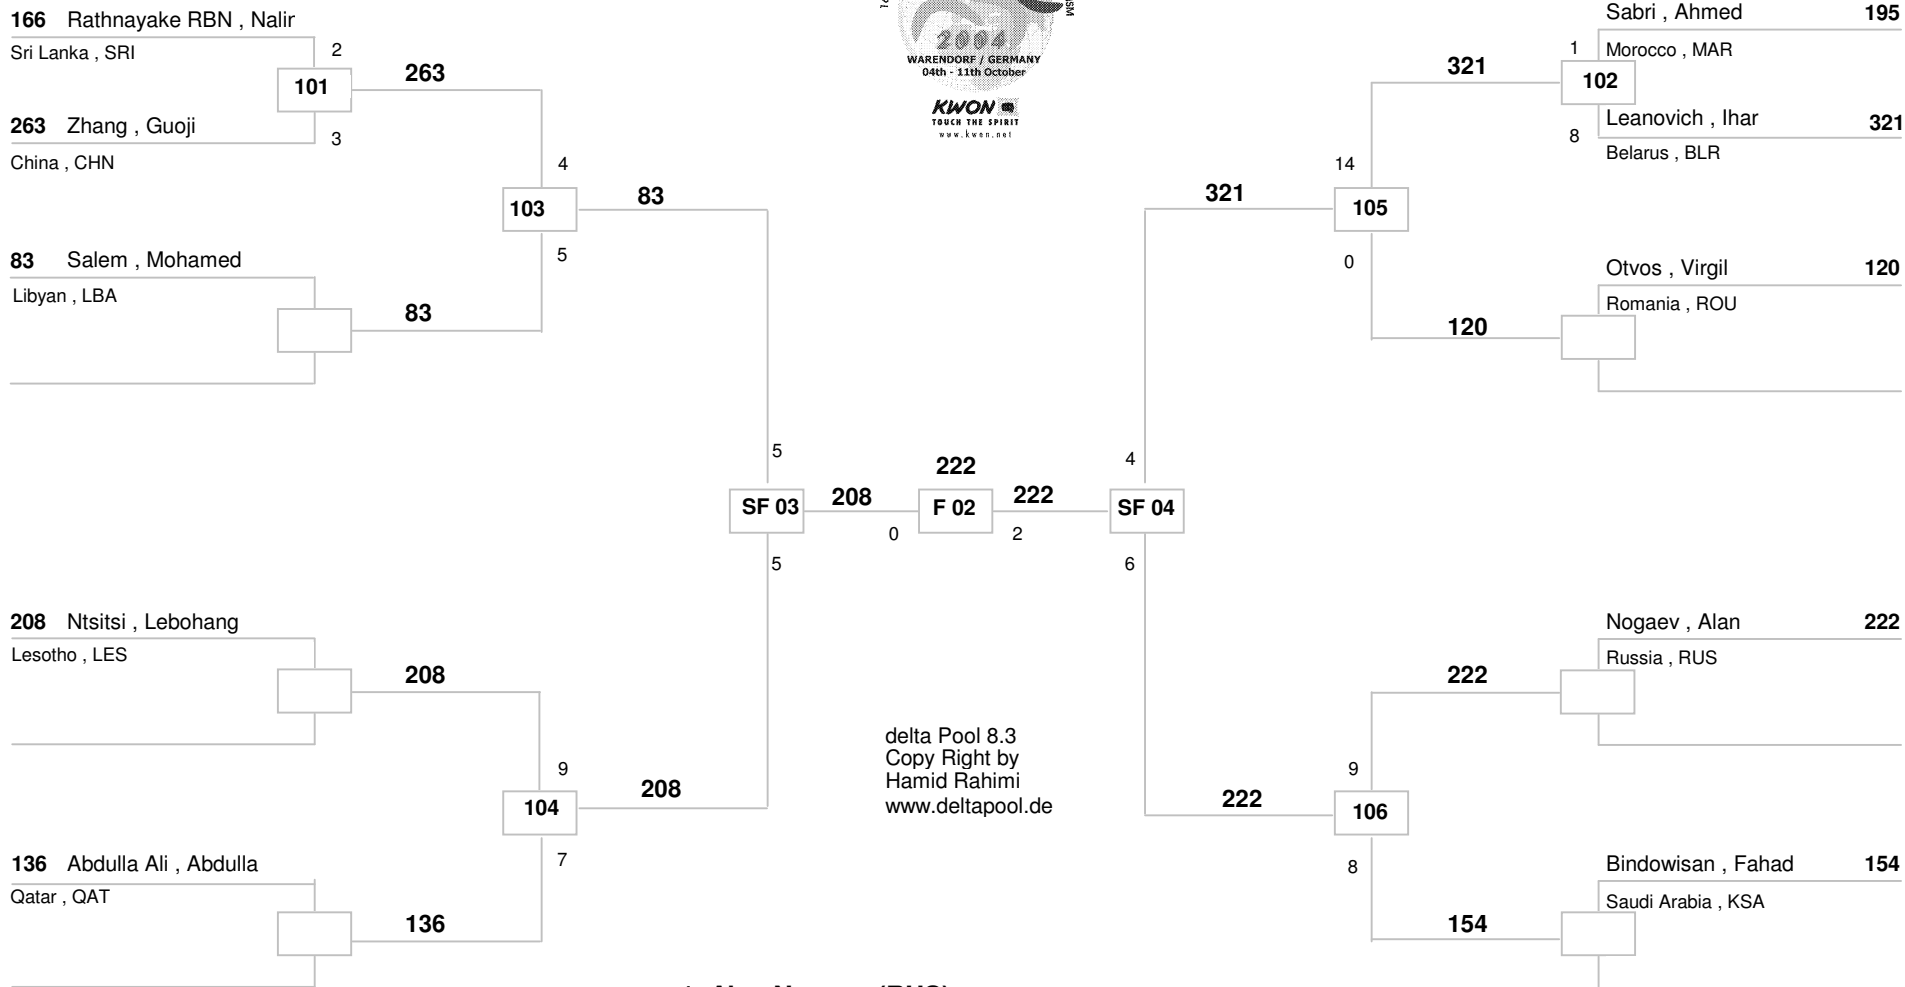 166 Rathnayake RBN , Nalir
Sri Lanka , SRI
2
101
263
263 Zhang , Guoji
3
China , CHN
4
103
83
5
83 Salem , Mohamed
Libyan , LBA
83
2004
WARENDORF / GERMANY
04th - 11th October
KWON
TOUCH THE SPIRIT
www.kwon.net
Sabri , Ahmed 195
1
Morocco , MAR
321
102
Leanovich , Ihar 321
8
Belarus , BLR
14
321
105
0
Otvos , Virgil 120
Romania , ROU
120
5
SF 03
208
0
5
222
F 02
222
2
4
SF 04
6
208 Ntsitsi , Lebohang
Lesotho , LES
208
9
104
208
7
136 Abdulla Ali , Abdulla
Qatar , QAT
136
delta Pool 8.3
Copy Right by
Hamid Rahimi
www.deltapool.de
Nogaev , Alan 222
Russia , RUS
222
9
222
106
8
Bindowisan , Fahad 154
Saudi Arabia , KSA
154